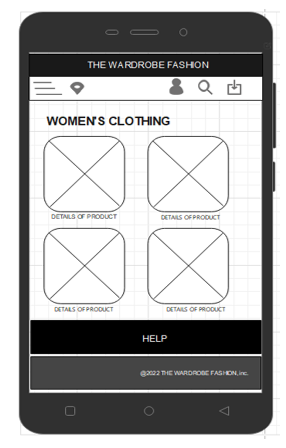 THE WARDROBE FASHION
WOMEN'S CLOTHING
DETAILS OF PRODUCT
DETAILS OF PRODUCT
DETAILS OF PRODUCT
DETAILS OF PRODUCT
HELP
@2022 THE WARDROBE FASHION, inc.